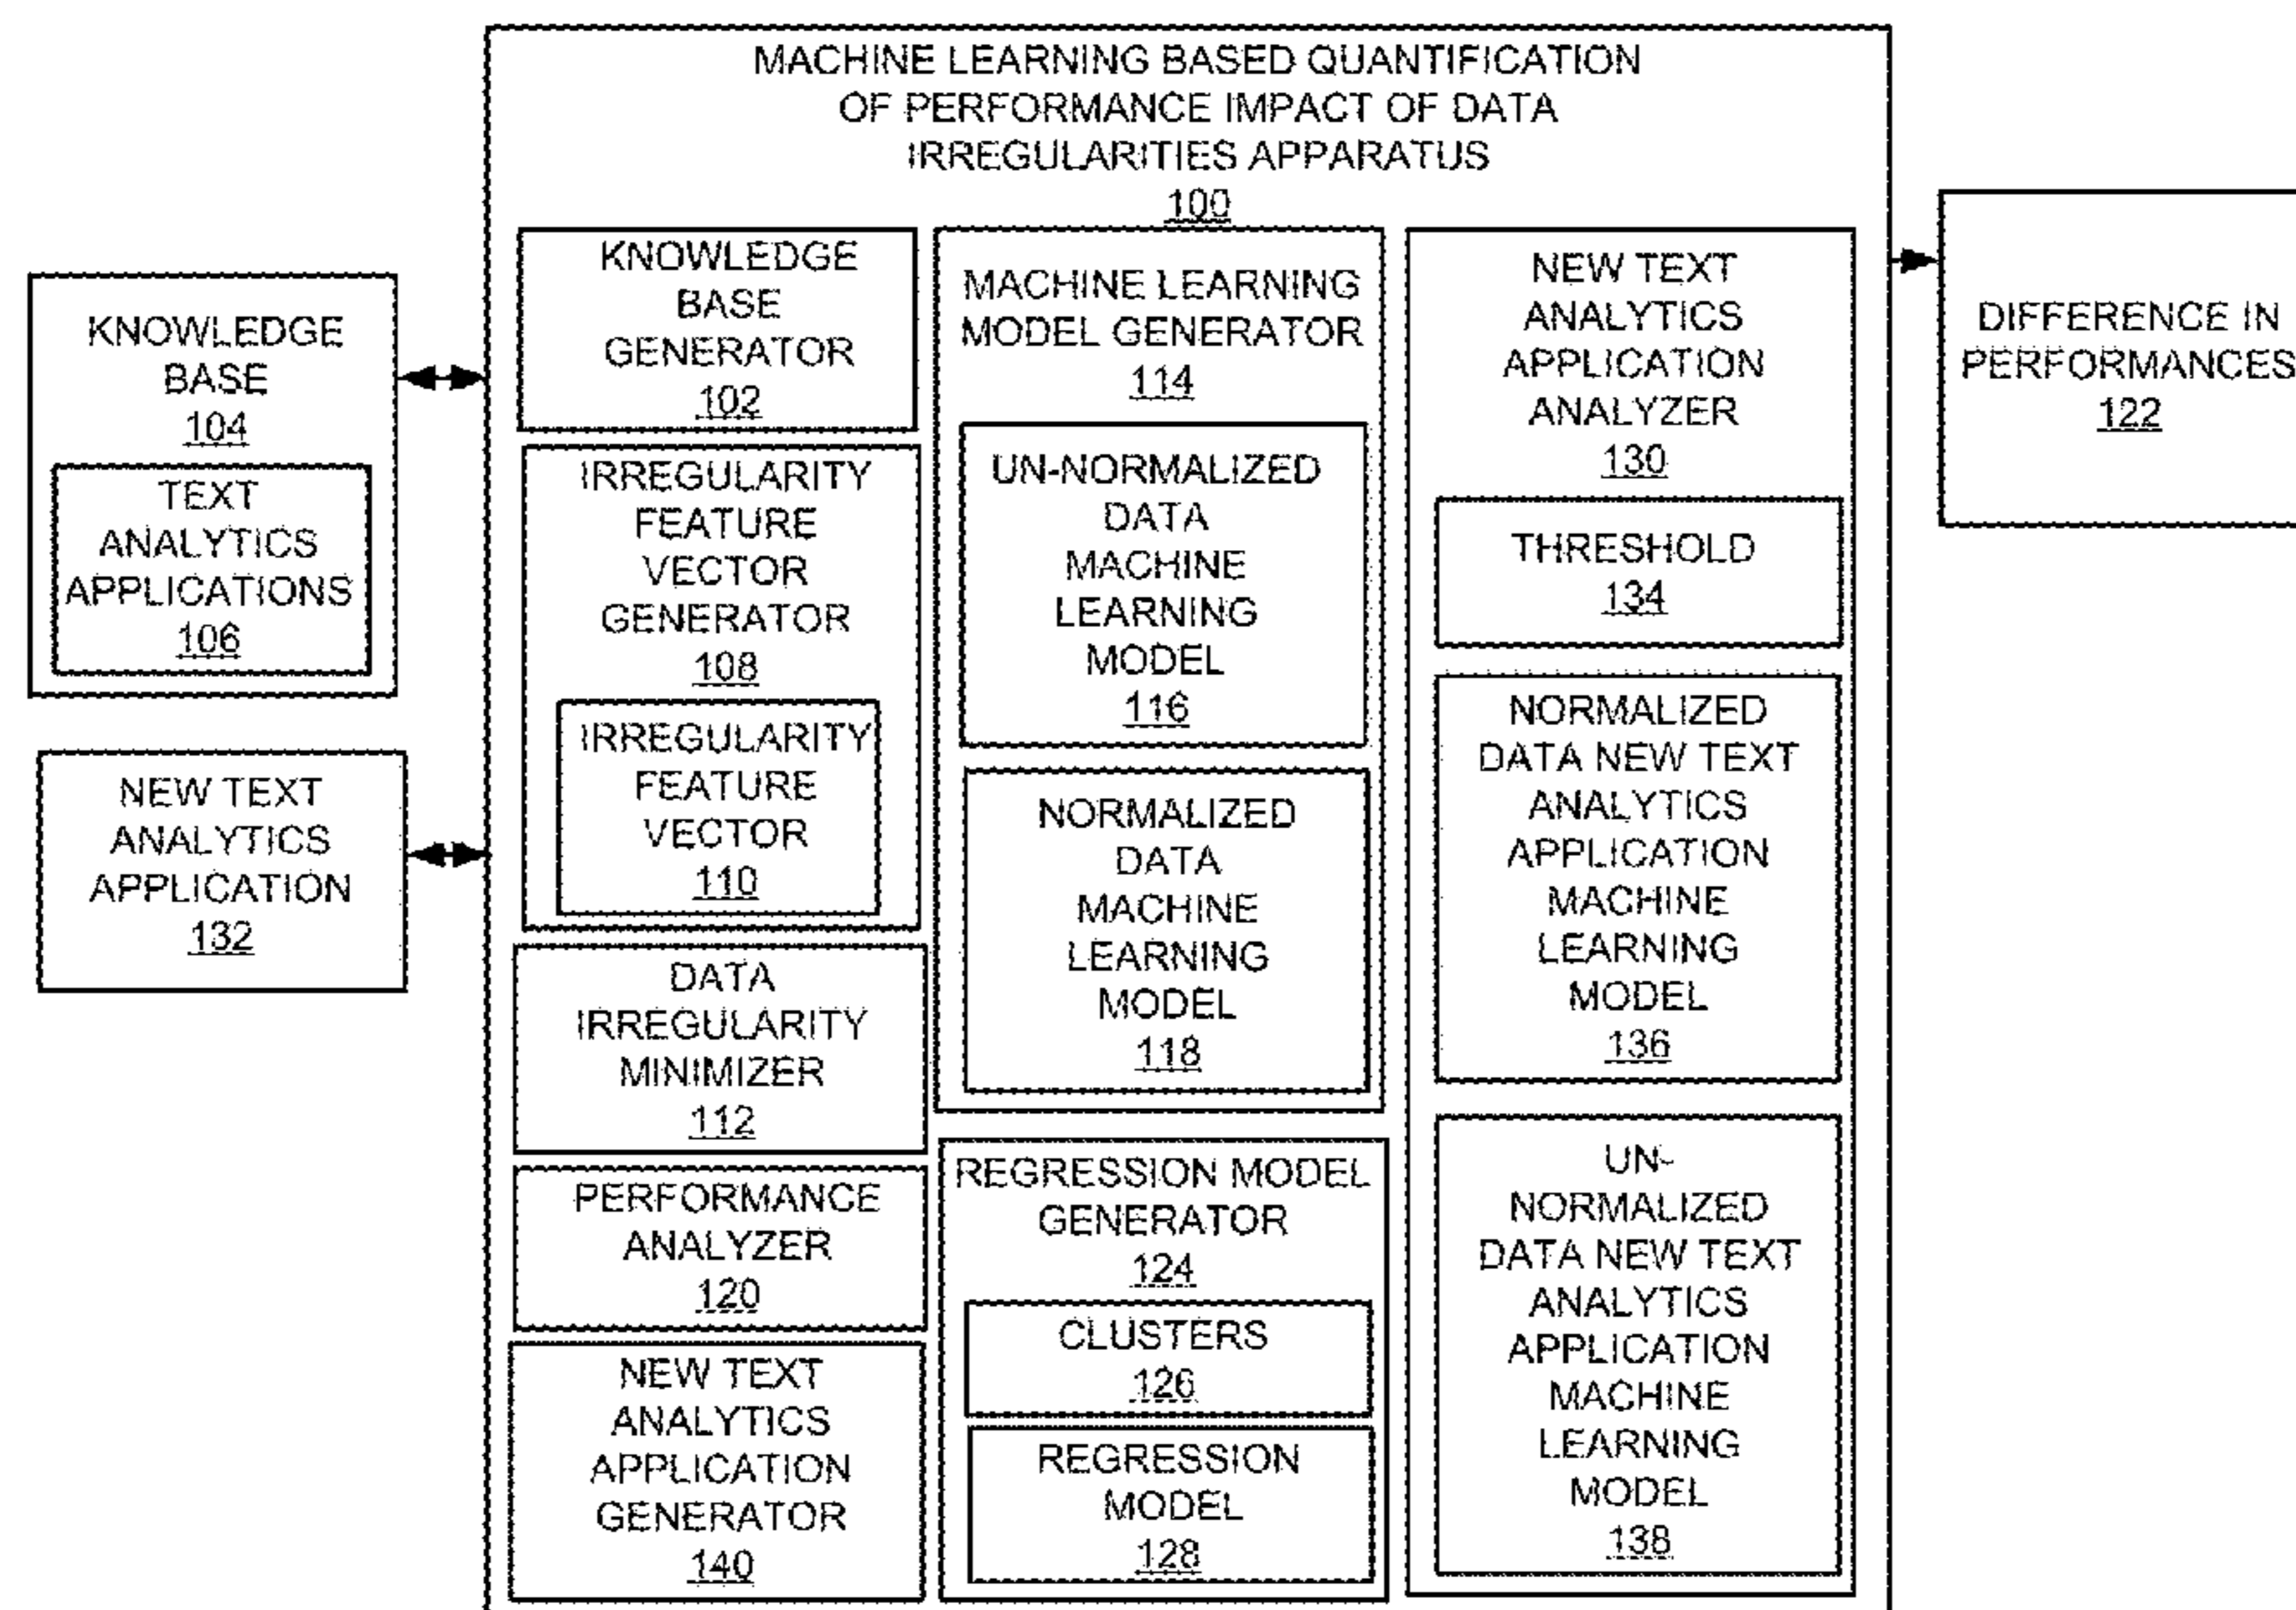 MACHINE LEARNING BASED QUANTIFICATION
OF PERFORMANCE IMPACT OF DATA
IRREGULARITIES APPARATUS
100
KNOWLEDGE
BASE
104
TEXT
ANALYTICS
APPLICATIONS
106
NEW TEXT
ANALYTICS
APPLICATION
132
KNOWLEDGE
BASE
GENERATOR
102
IRREGULARITY
FEATURE
VECTOR
GENERATOR
108
IRREGULARITY
FEATURE
VECTOR
110
DATA
IRREGULARITY
MINIMIZER
112
PERFORMANCE
ANALYZER
120
NEW TEXT
ANALYTICS
APPLICATION
GENERATOR
140
MACHINE LEARNING
MODEL GENERATOR
114
UN-NORMALIZED
DATA
MACHINE
LEARNING
MODEL
116
NORMALIZED
DATA
MACHINE
LEARNING
MODEL
118
REGRESSION MODEL
GENERATOR
124
CLUSTERS
126
REGRESSION
MODEL
128
NEW TEXT
ANALYTICS
APPLICATION
ANALYZER
130
THRESHOLD
134
NORMALIZED
DATA NEW TEXT
ANALYTICS
APPLICATION
MACHINE
LEARNING
MODEL
136
UN-
NORMALIZED
DATA NEW TEXT
ANALYTICS
APPLICATION
MACHINE
LEARNING
MODEL
138
DIFFERENCE IN
PERFORMANCES
122